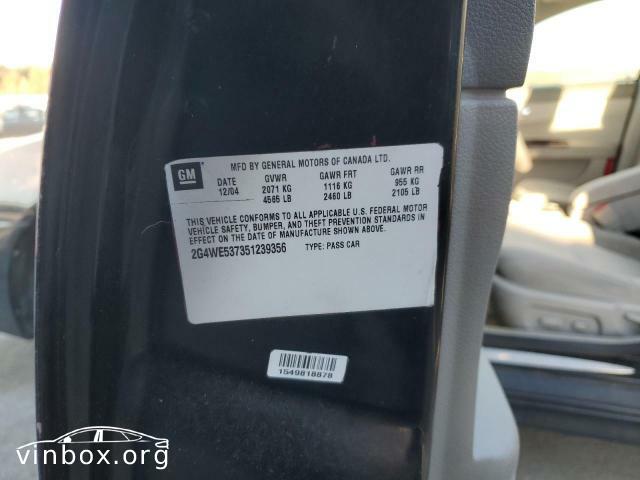 GM
MFD BY GENERAL MOTORS OF CANADA LTD.
DATE GVWR GAWR FRT GAWR RR
12/04 2071 KG 1116 KG 955 KG
4565 LB 2460 LB 2105 LB
THIS VEHICLE CONFORMS TO ALL APPLICABLE U.S. FEDERAL MOTOR
VEHICLE SAFETY, BUMPER, AND THEFT PREVENTION STANDARDS IN
EFFECT ON THE DATE OF MANUFACTURE SHOWN ABOVE.
2G4WE537351239356 TYPE: PASS CAR
1549818878
vinbox.org